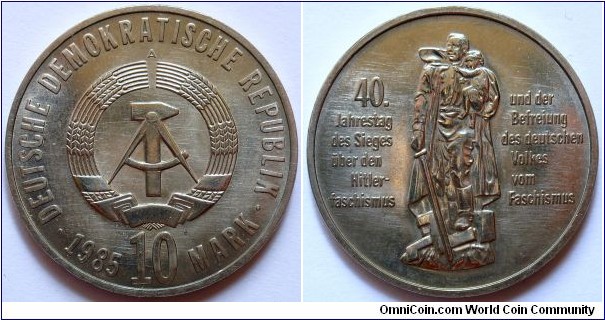 DEUTSCHE DEMOKRATISCHE REPUBLIK
A
1985 10 MARK
40.
Jahrestag
des Sieges
über den
Hitler-
faschismus
und der
Befreiung
des deutschen
Volkes
vom
Faschismus
OmniCoin.com World Coin Community